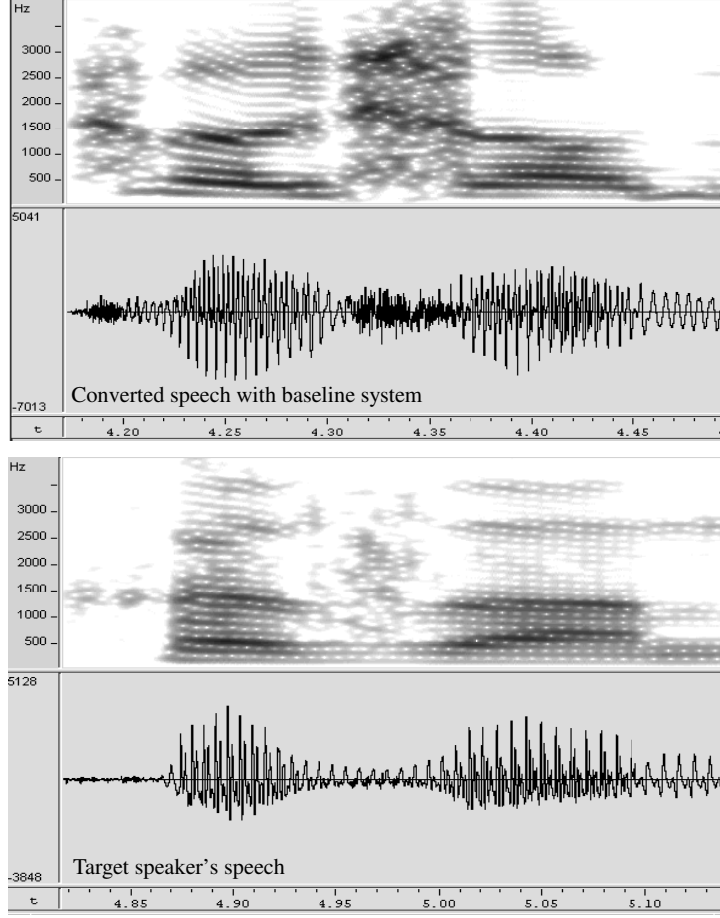 Hz
3000
2500
2000
1500
1000
500
5041
Converted speech with baseline system
-7013
t 4.20 4.25 4.30 4.35 4.40 4.45
Hz
3000
2500
2000
1500
1000
500
5128
Target speaker's speech
-3848
t 4.85 4.90 4.95 5.00 5.05 5.10